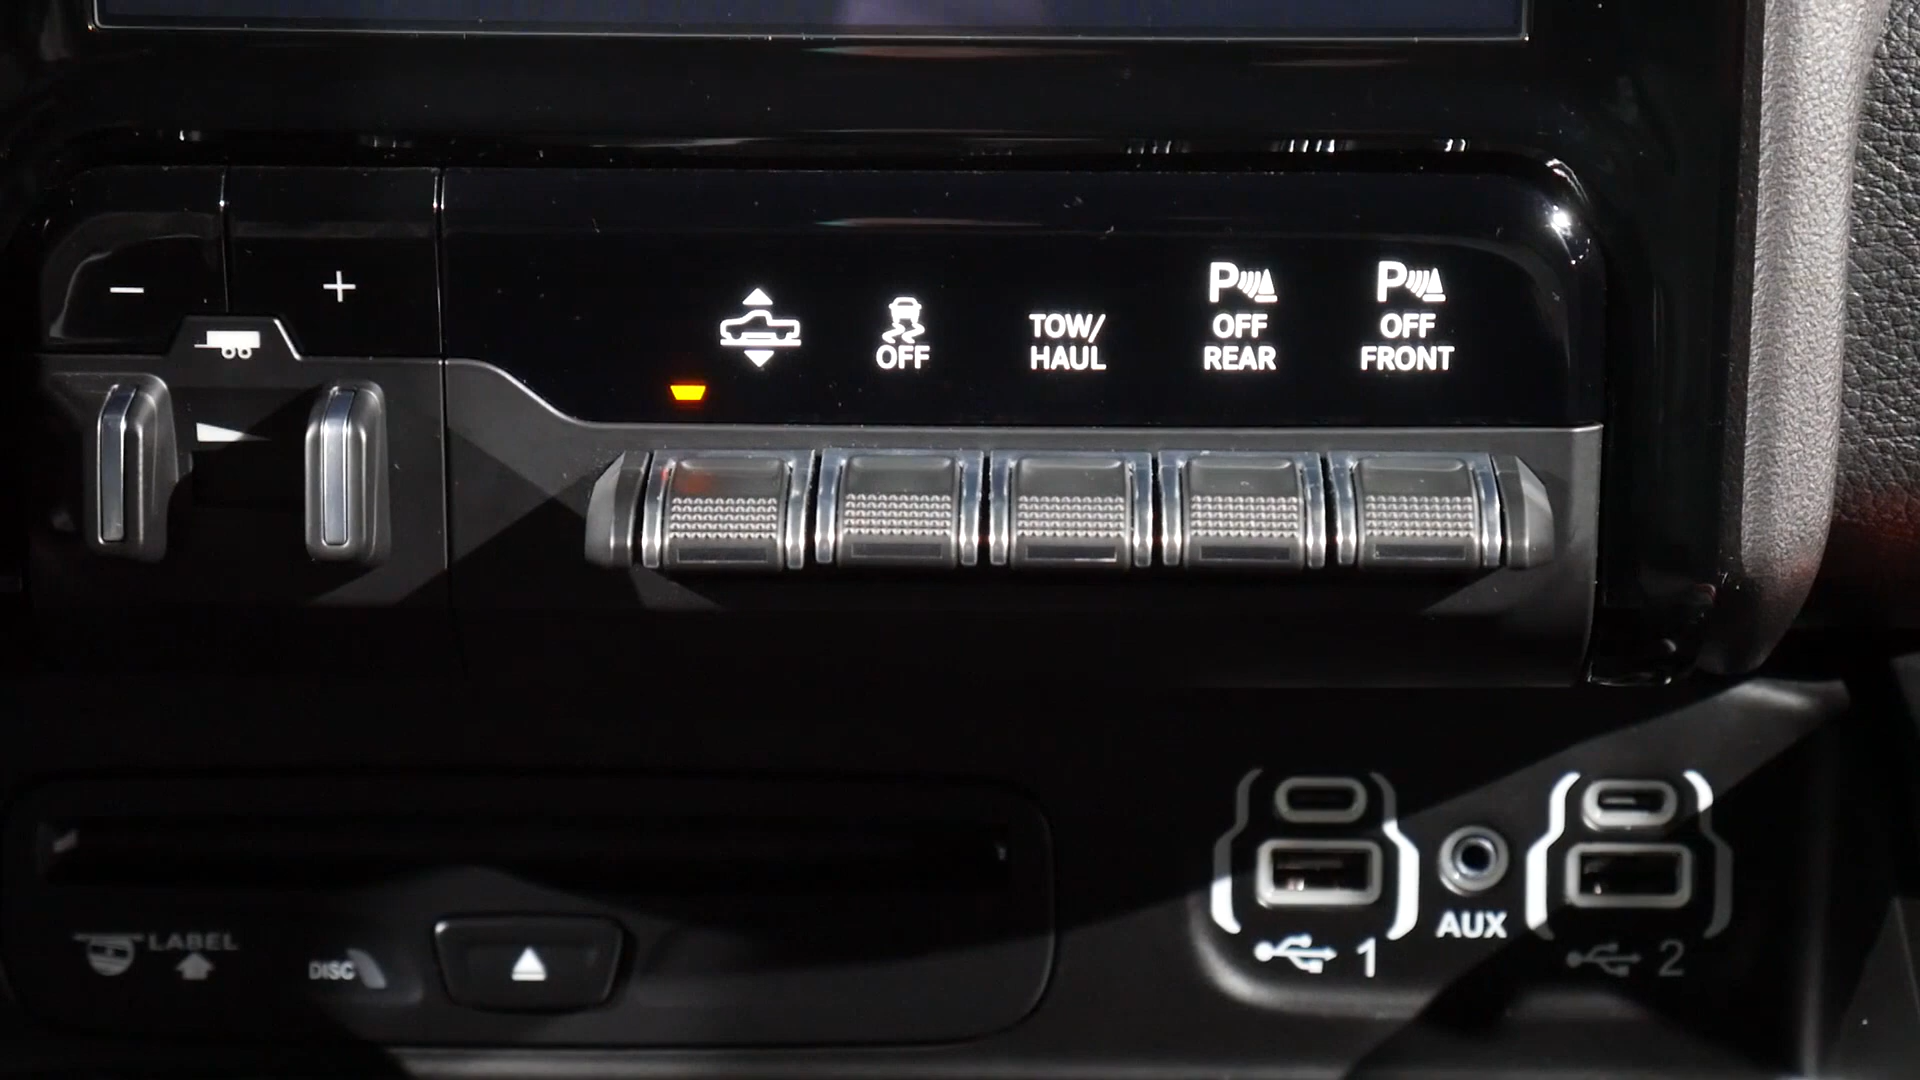 − +
OFF
TOW/
HAUL
P
OFF
REAR
P
OFF
FRONT
LABEL
DISC
1
AUX
2